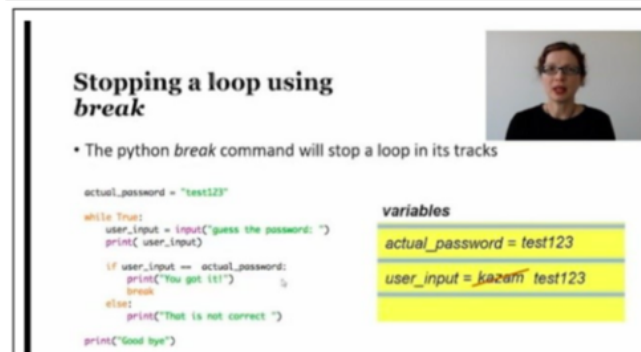 Stopping a loop using
break
• The python break command will stop a loop in its tracks
actual_password = "test123"
while True:
user_input = input("guess the password: ")
print( user_input)
if user_input == actual_password:
print("You got it!")
break
else:
print("That is not correct ")
print("Good bye")
variables
actual_password = test123
user_input = kazam test123